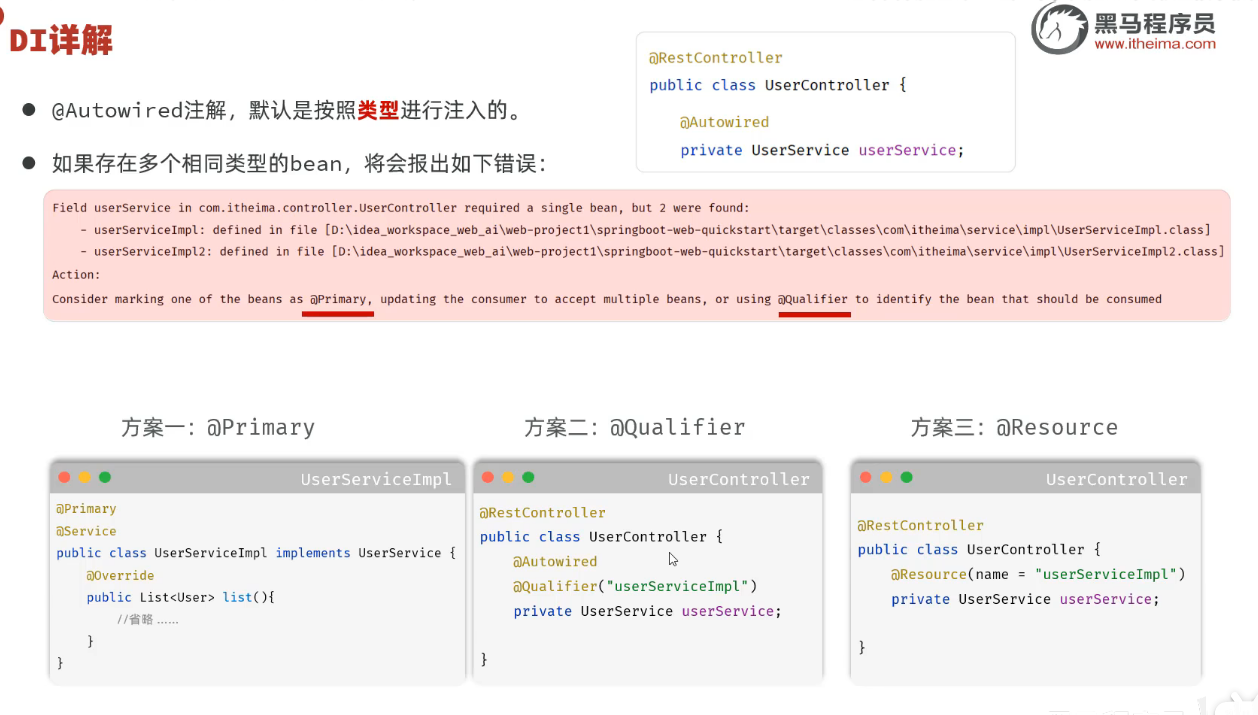 DI详解
黑马程序员
www.itheima.com
@RestController
public class UserController {
@Autowired
private UserService userService;
@Autowired注解，默认是按照类型进行注入的。
如果存在多个相同类型的bean，将会报出如下错误：
Field userService in com.itheima.controller.UserController required a single bean, but 2 were found:
- userServiceImpl: defined in file [D:\idea_workspace_web_ai\web-project1\springboot-web-quickstart\target\classes\com\itheima\service\impl\UserServiceImpl.class]
- userServiceImpl2: defined in file [D:\idea_workspace_web_ai\web-project1\springboot-web-quickstart\target\classes\com\itheima\service\impl\UserServiceImpl2.class]
Action:
Consider marking one of the beans as @Primary, updating the consumer to accept multiple beans, or using @Qualifier to identify the bean that should be consumed
方案一：@Primary
UserServiceImpl
@Primary
@Service
public class UserServiceImpl implements UserService {
@Override
public List<User> list(){
//省略 ......
}
}
方案二：@Qualifier
UserController
@RestController
public class UserController {
@Autowired
@Qualifier("userServiceImpl")
private UserService userService;
}
方案三：@Resource
UserController
@RestController
public class UserController {
@Resource(name = "userServiceImpl")
private UserService userService;
}